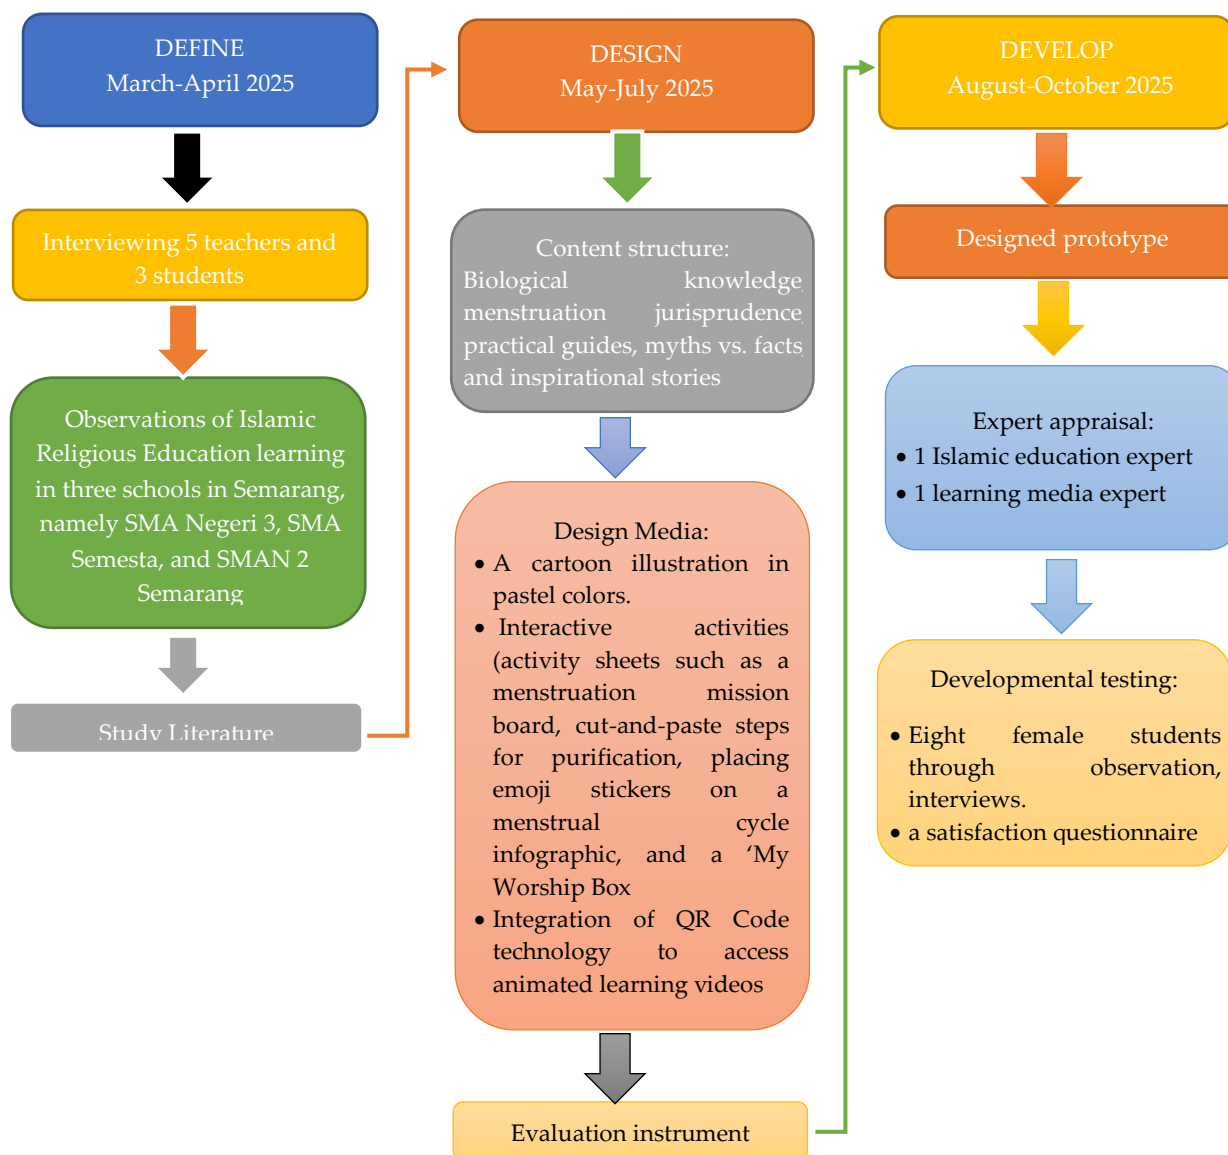 DEFINE
March-April 2025
Interviewing 5 teachers and
3 students
Observations of Islamic
Religious Education learning
in three schools in Semarang,
namely SMA Negeri 3, SMA
Semesta, and SMAN 2
Semarang
Study Literature
DESIGN
May-July 2025
Content structure:
Biological knowledge,
menstruation jurisprudence,
practical guides, myths vs. facts,
and inspirational stories
Design Media:
• A cartoon illustration in
pastel colors.
• Interactive activities
(activity sheets such as a
menstruation mission
board, cut-and-paste steps
for purification, placing
emoji stickers on a
menstrual cycle
infographic, and a ‘My
Worship Box
• Integration of QR Code
technology to access
animated learning videos
Evaluation instrument
DEVELOP
August-October 2025
Designed prototype
Expert appraisal:
• 1 Islamic education expert
• 1 learning media expert
Developmental testing:
• Eight female students
through observation,
interviews.
• a satisfaction questionnaire